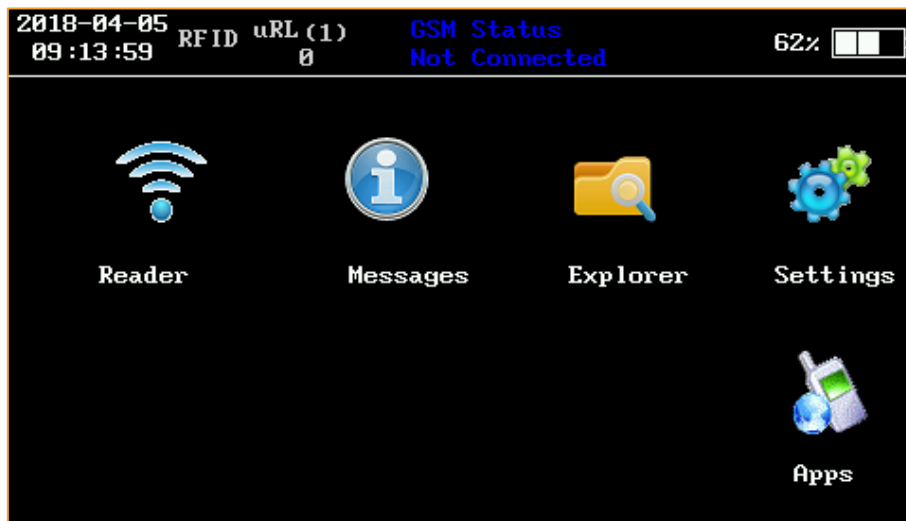 2018-04-05
09:13:59
RFID
uRL(1)
0
GSM Status
Not Connected
62%
Reader
Messages
Explorer
Settings
Apps